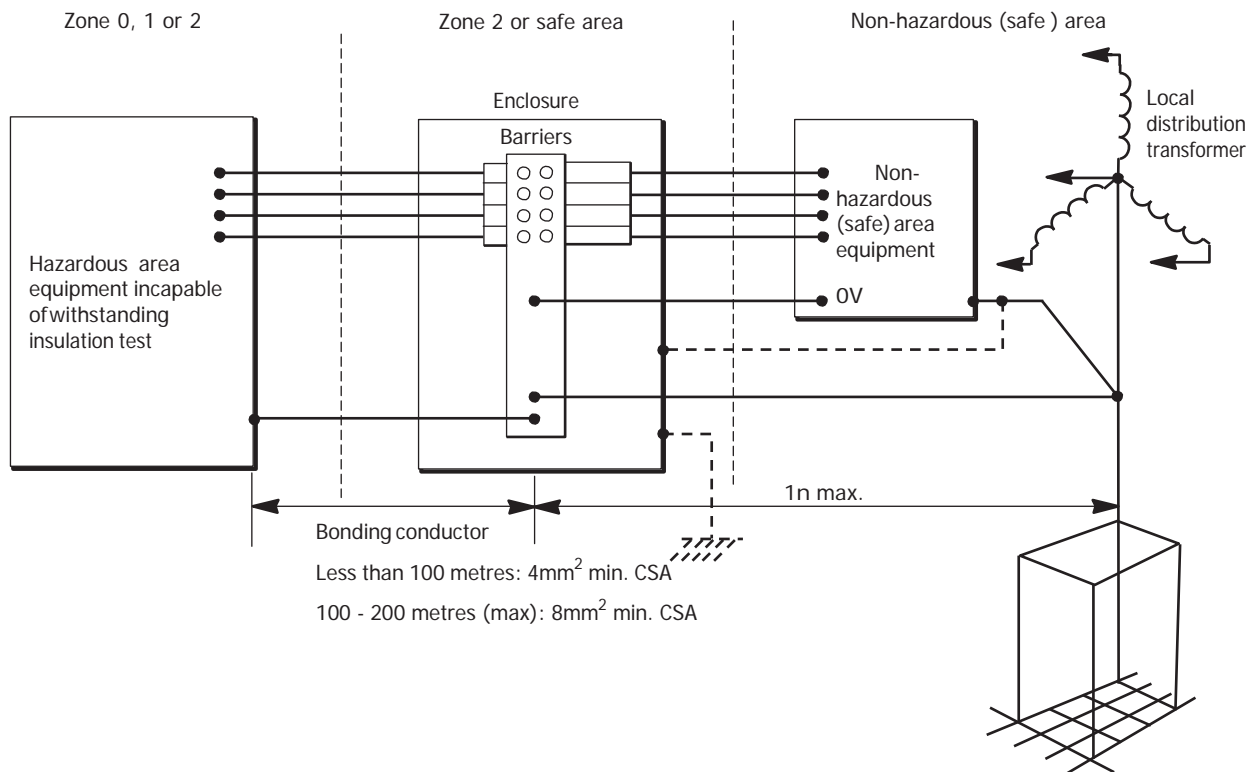 Zone 0, 1 or 2
Zone 2 or safe area
Non-hazardous (safe ) area
Enclosure
Barriers
Local
distribution
transformer
Non-
hazardous
(safe) area
equipment
0V
Hazardous area
equipment incapable
of withstanding
insulation test
1n max.
Bonding conductor
Less than 100 metres: 4mm² min. CSA
100 - 200 metres (max): 8mm² min. CSA